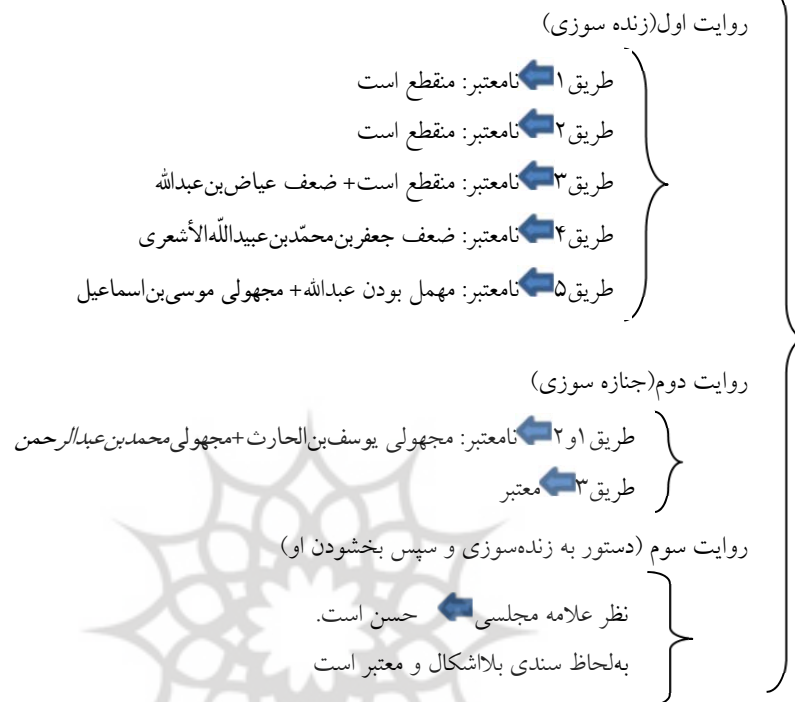 روایت اول(زنده سوزی)
طریق۱ نامعتبر: منقطع است
طریق۲ نامعتبر: منقطع است
طریق۳ نامعتبر: منقطع است+ ضعف عیاض‌بن‌عبدالله
طریق۴ نامعتبر: ضعف جعفربن‌محمّدبن‌عبیداللّه‌الأشعری
طریق۵ نامعتبر: مهمل بودن عبدالله+ مجهولی موسی‌بن‌اسماعیل
روایت دوم(جنازه سوزی)
طریق۱و۲ نامعتبر: مجهولی یوسف‌بن‌الحارث+مجهولی‌محمدبن‌عبدالرحمن
طریق۳ معتبر
روایت سوم (دستور به زنده‌سوزی و سپس بخشودن او)
نظر علامه مجلسی حسن است.
به‌لحاظ سندی بلااشکال و معتبر است